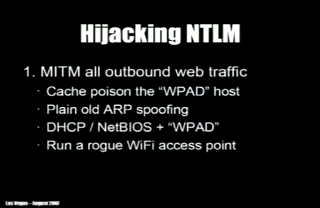 Hijacking NTLM
1. MITM all outbound web traffic
· Cache poison the “WPAD” host
· Plain old ARP spoofing
· DHCP / NetBIOS + “WPAD”
· Run a rogue WiFi access point
Las Vegas – August 2007